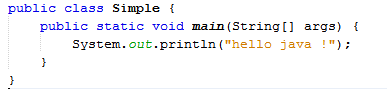 public class Simple {
    public static void main(String[] args) {
        System.out.println("hello java !");
    }
}